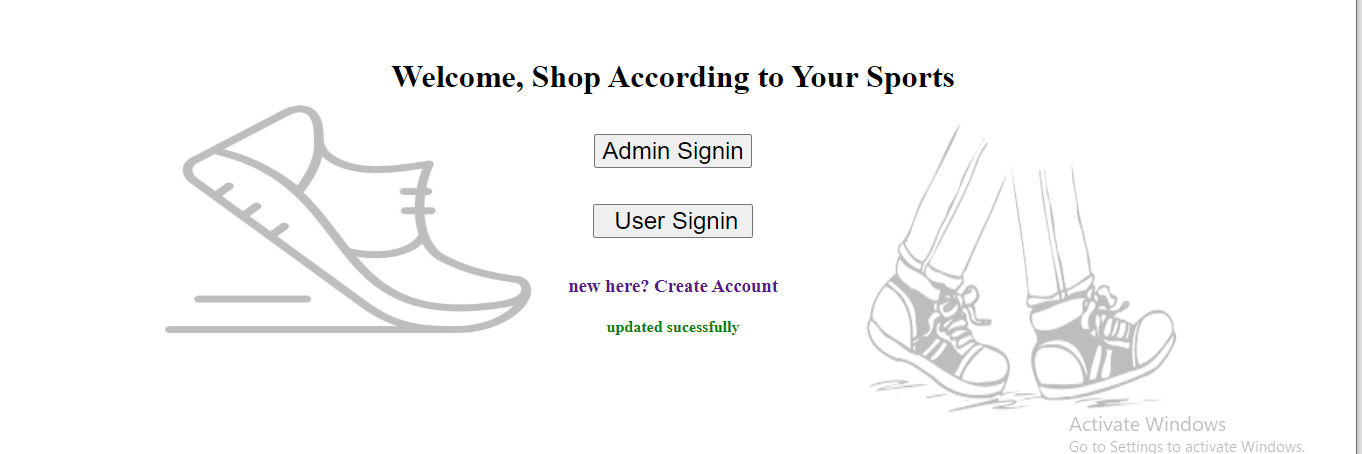 Welcome, Shop According to Your Sports
Admin Signin
User Signin
new here? Create Account
updated sucessfully
Activate Windows
Go to Settings to activate Windows.